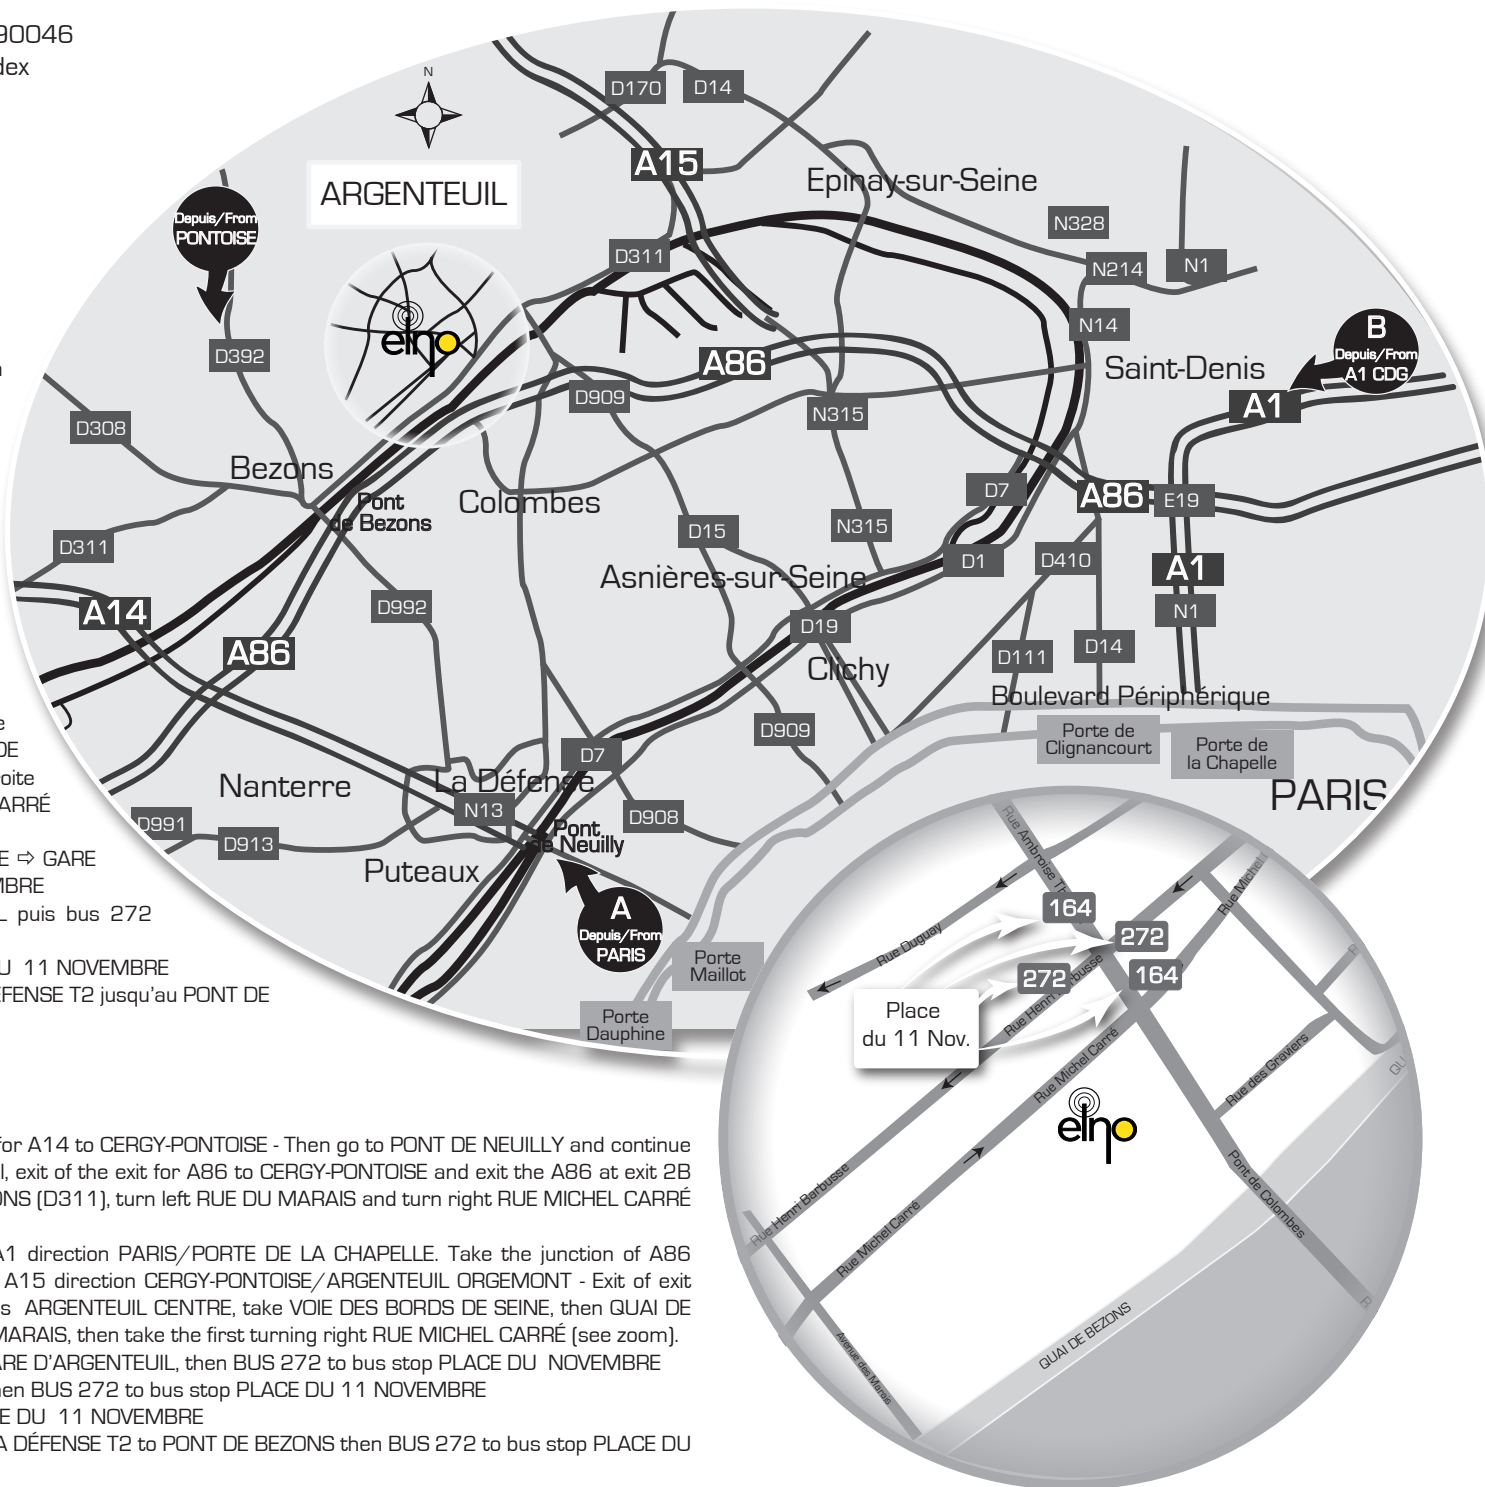 90046
dex
N
D170
D14
A15
Epinay-sur-Seine
ARGENTEUIL
Depuis/From
PONTOISE
N328
D311
N214
N1
elno
N14
B
Depuis/From
A1 CDG
D392
A86
Saint-Denis
D909
A1
N315
D308
Bezons
Colombes
Pont
de Bezons
D7
A86
E19
D15
N315
D311
D1
D410
A1
Asnières-sur-Seine
D992
A14
N1
D19
A86
D111
D14
Clichy
Boulevard Périphérique
D909
Porte de
Clignancourt
Porte de
la Chapelle
D7
PARIS
Nanterre
La Défense
N13
D908
D991
D913
Pont
de Neuilly
Puteaux
A
Depuis/From
PARIS
Porte
Maillot
Porte
Dauphine
DE
roite
ARRÉ
E ⇨ GARE
MBRE
L puis bus 272
U 11 NOVEMBRE
ÉFENSE T2 jusqu'au PONT DE
164
272
272
164
Rue Duguay
Place
du 11 Nov.
Rue Henri Barbusse
Rue Michel Carré
Rue des Graviers
elno
Rue Henri Barbusse
Rue Michel Carré
Pont de Colombes
Avenue des Marais
QUAI DE BEZONS
for A14 to CERGY-PONTOISE - Then go to PONT DE NEUILLY and continue
l, exit of the exit for A86 to CERGY-PONTOISE and exit the A86 at exit 2B
ONS (D311), turn left RUE DU MARAIS and turn right RUE MICHEL CARRÉ
A1 direction PARIS/PORTE DE LA CHAPELLE. Take the junction of A86
A15 direction CERGY-PONTOISE/ARGENTEUIL ORGEMONT - Exit of exit
s ARGENTEUIL CENTRE, take VOIE DES BORDS DE SEINE, then QUAI DE
MARAIS, then take the first turning right RUE MICHEL CARRÉ (see zoom).
ARE D'ARGENTEUIL, then BUS 272 to bus stop PLACE DU NOVEMBRE
hen BUS 272 to bus stop PLACE DU 11 NOVEMBRE
E DU 11 NOVEMBRE
A DÉFENSE T2 to PONT DE BEZONS then BUS 272 to bus stop PLACE DU